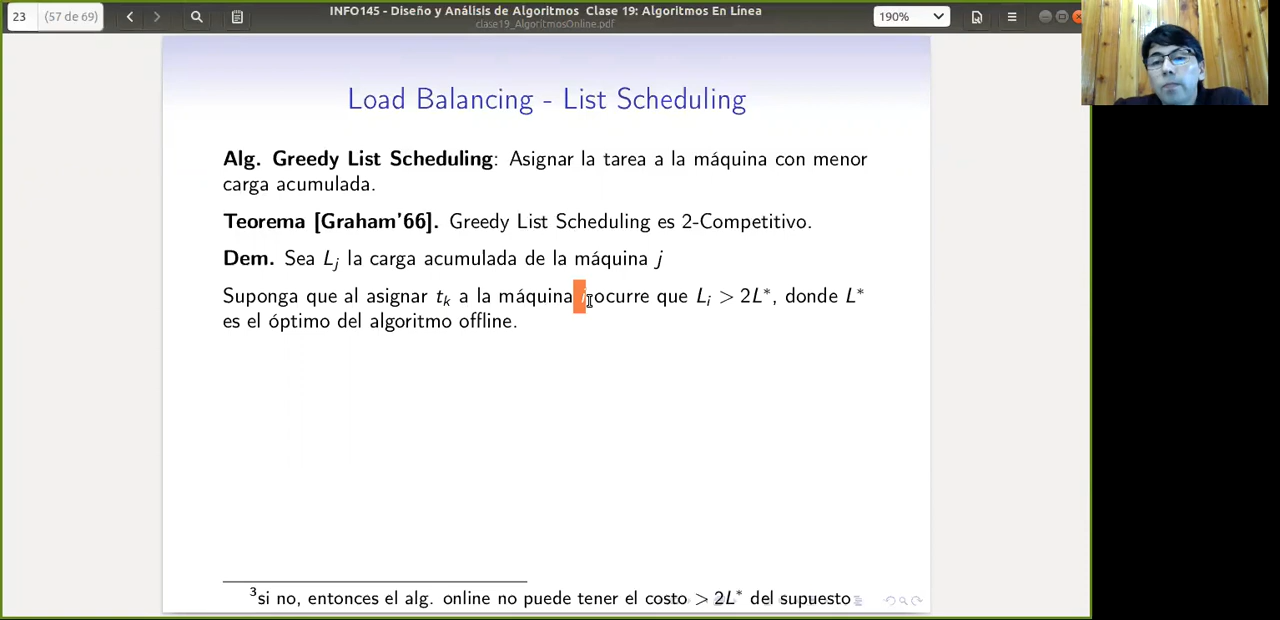 23 (57 de 69)
INFO145 - Diseño y Análisis de Algoritmos Clase 19: Algoritmos En Línea
clase19_AlgoritmosOnline.pdf
190%
Load Balancing - List Scheduling
Alg. Greedy List Scheduling: Asignar la tarea a la máquina con menor
carga acumulada.
Teorema [Graham'66]. Greedy List Scheduling es 2-Competitivo.
Dem. Sea Lⱼ la carga acumulada de la máquina j
Suponga que al asignar tₖ a la máquina i ocurre que Lᵢ > 2L*, donde L*
es el óptimo del algoritmo offline.
³si no, entonces el alg. online no puede tener el costo > 2L* del supuesto